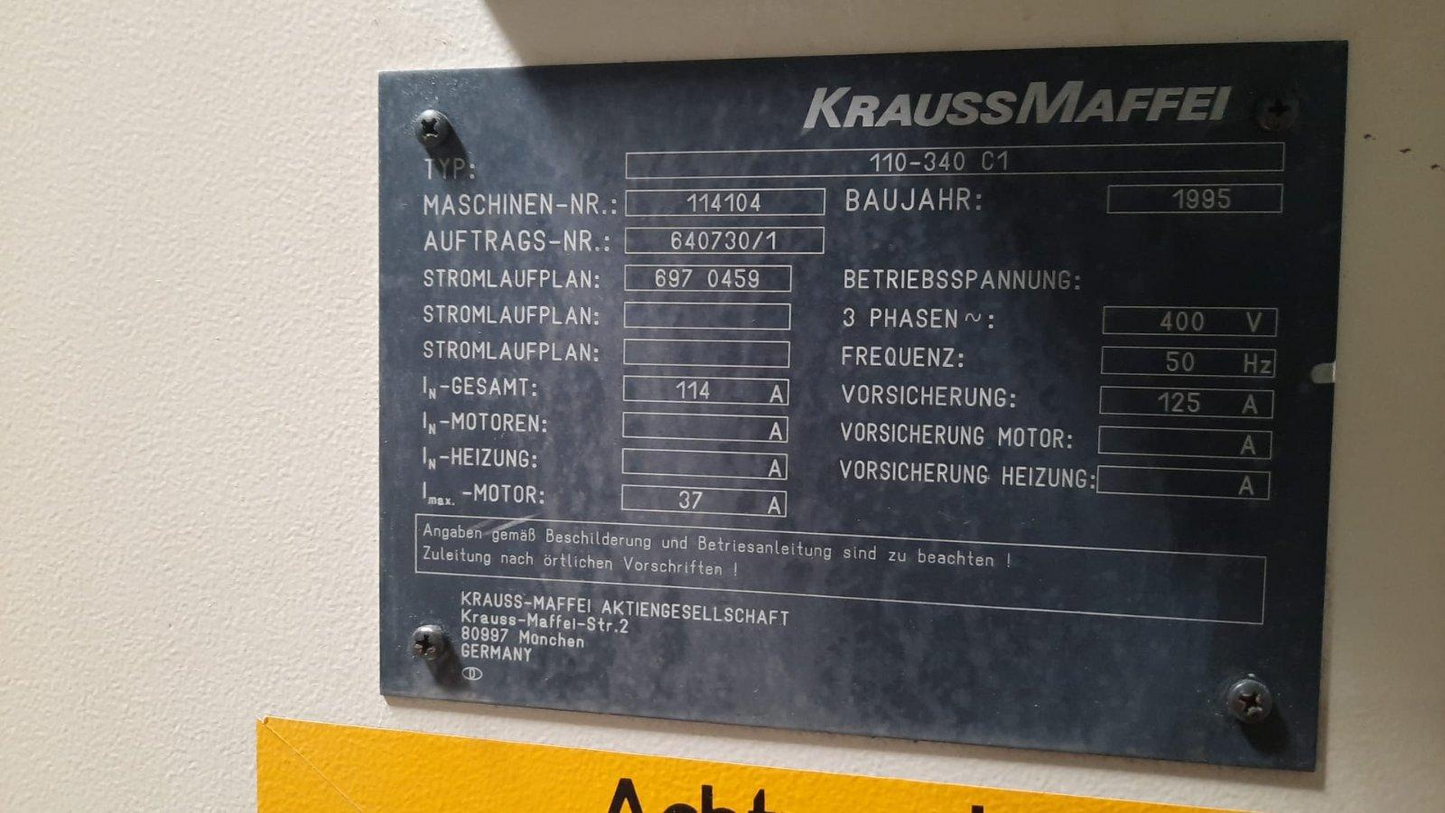 KRAUSSMAFFEI
TYP: 110-340 C1
MASCHINEN-NR.: 114104 BAUJAHR: 1995
AUFTRAGS-NR.: 640730/1
STROMLAUFPLAN: 697 0459 BETRIEBSSPANNUNG:
STROMLAUFPLAN: 3 PHASEN ~: 400 V
STROMLAUFPLAN: FREQUENZ: 50 Hz
IN-GESAMT: 114 A VORSICHERUNG: 125 A
IN-MOTOREN: A VORSICHERUNG MOTOR: A
IN-HEIZUNG: A VORSICHERUNG HEIZUNG: A
Imax.-MOTOR: 37 A
Angaben gemäß Beschilderung und Betriesanleitung sind zu beachten !
Zuleitung nach örtlichen Vorschriften !
KRAUSS-MAFFEI AKTIENGESELLSCHAFT
Krauss-Maffei-Str.2
80997 München
GERMANY
D